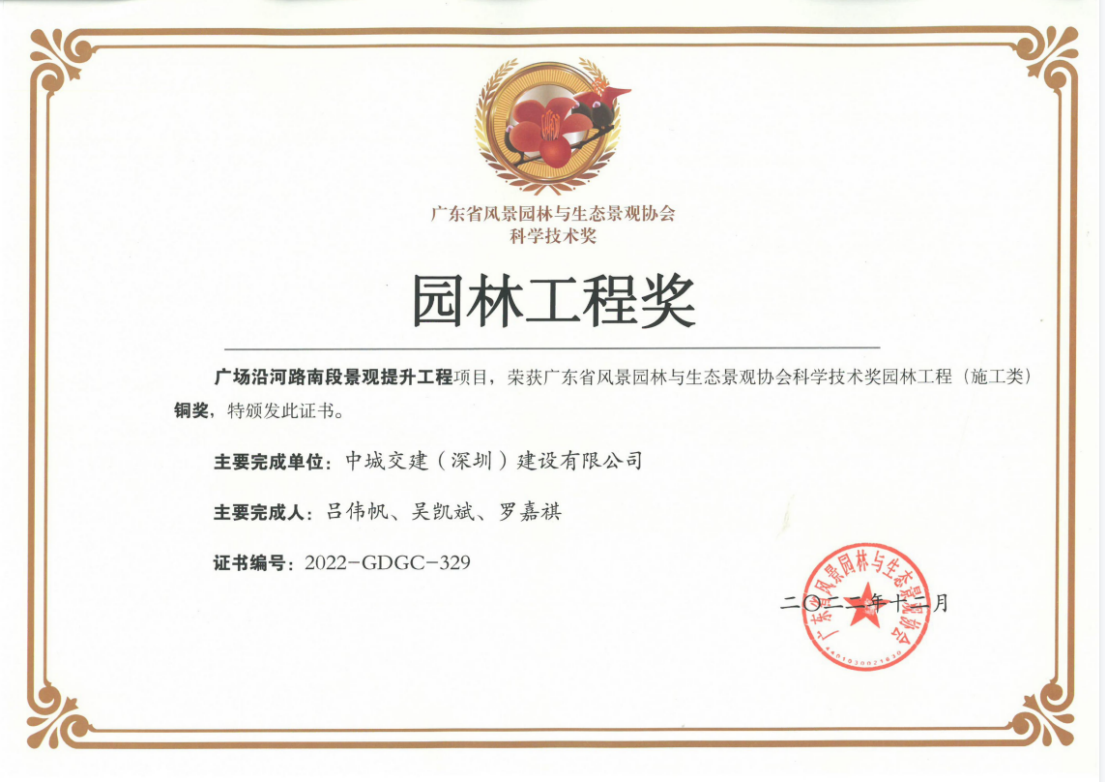 广东省风景园林与生态景观协会
科学技术奖
园林工程奖
广场沿河路南段景观提升工程项目，荣获广东省风景园林与生态景观协会科学技术奖园林工程（施工类）
铜奖，特颁发此证书。
主要完成单位：中城交建（深圳）建设有限公司
主要完成人：吕伟帆、吴凯斌、罗嘉祺
证书编号：2022-GDGC-329
二〇二二年十二月
广东省风景园林与生态景观协会